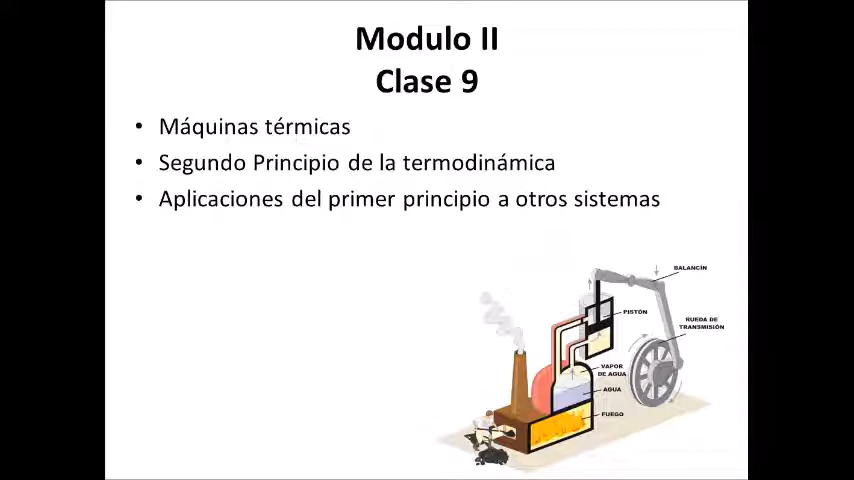 Modulo II
Clase 9
• Máquinas térmicas
• Segundo Principio de la termodinámica
• Aplicaciones del primer principio a otros sistemas
BALANCÍN
PISTÓN
RUEDA DE
TRANSMISIÓN
VAPOR
DE AGUA
AGUA
FUEGO